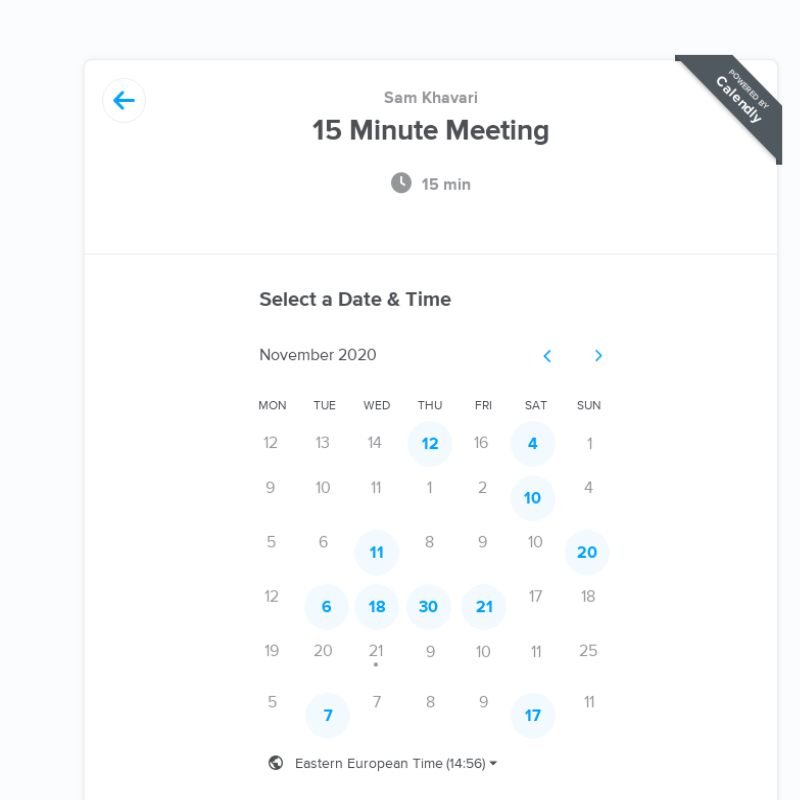 POWERED BY
Calendly
Sam Khavari
15 Minute Meeting
15 min
Select a Date & Time
November 2020
MON TUE WED THU FRI SAT SUN
12 13 14 12 16 4 1
9 10 11 1 2 10 4
5 6 11 8 9 10 20
12 6 18 30 21 17 18
19 20 21 9 10 11 25
5 7 7 8 9 17 11
Eastern European Time (14:56)